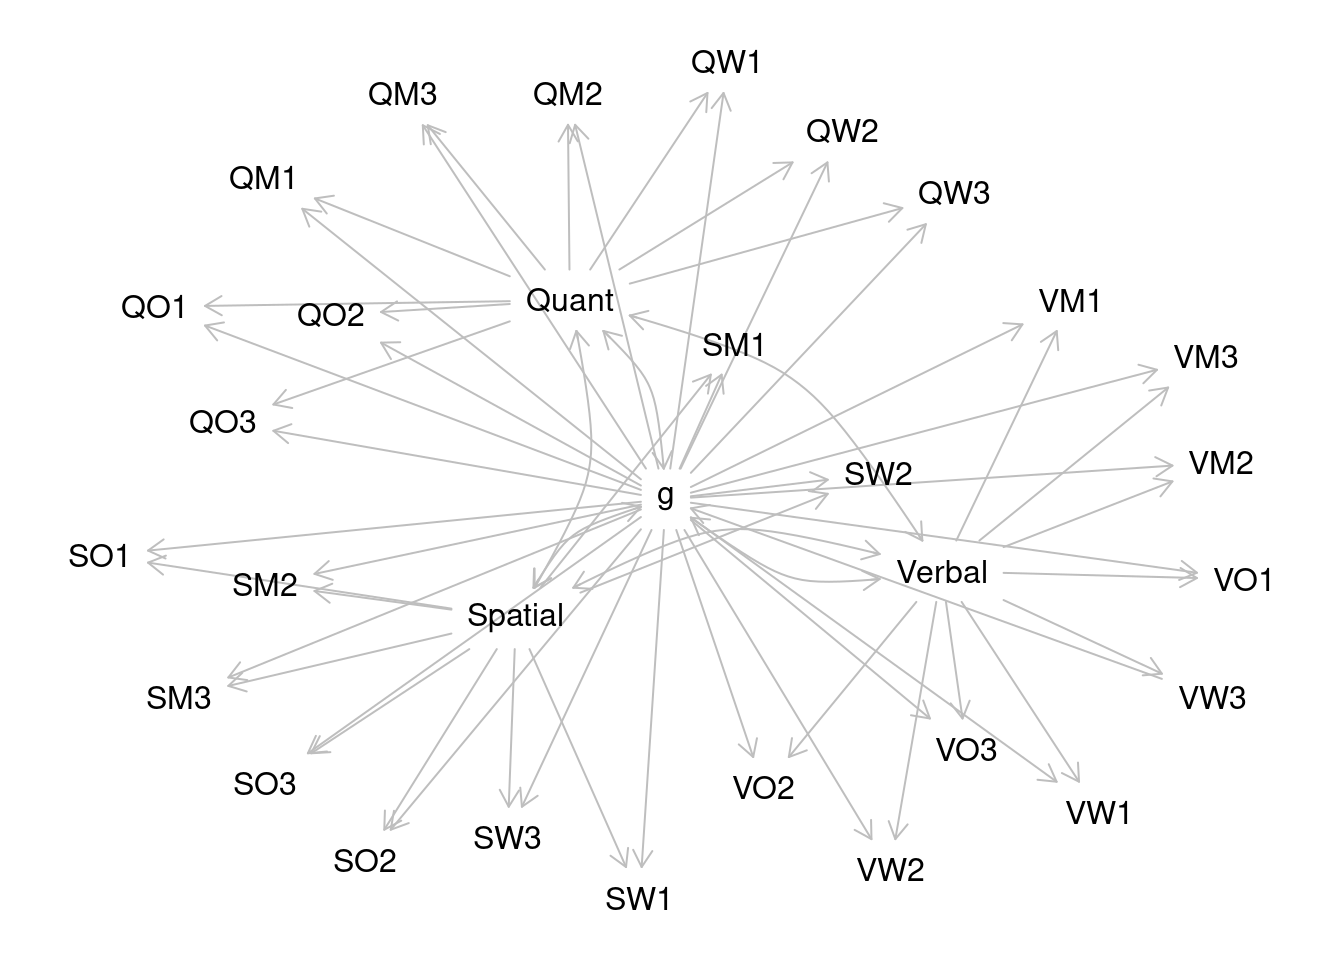 QW1
QM3
QM2
QW2
QM1
QW3
Quant
VM1
QO1
QO2
SM1
VM3
QO3
VM2
SW2
g
SO1
Verbal
VO1
SM2
Spatial
SM3
VW3
VO3
SO3
VO2
VW1
SW3
SO2
VW2
SW1